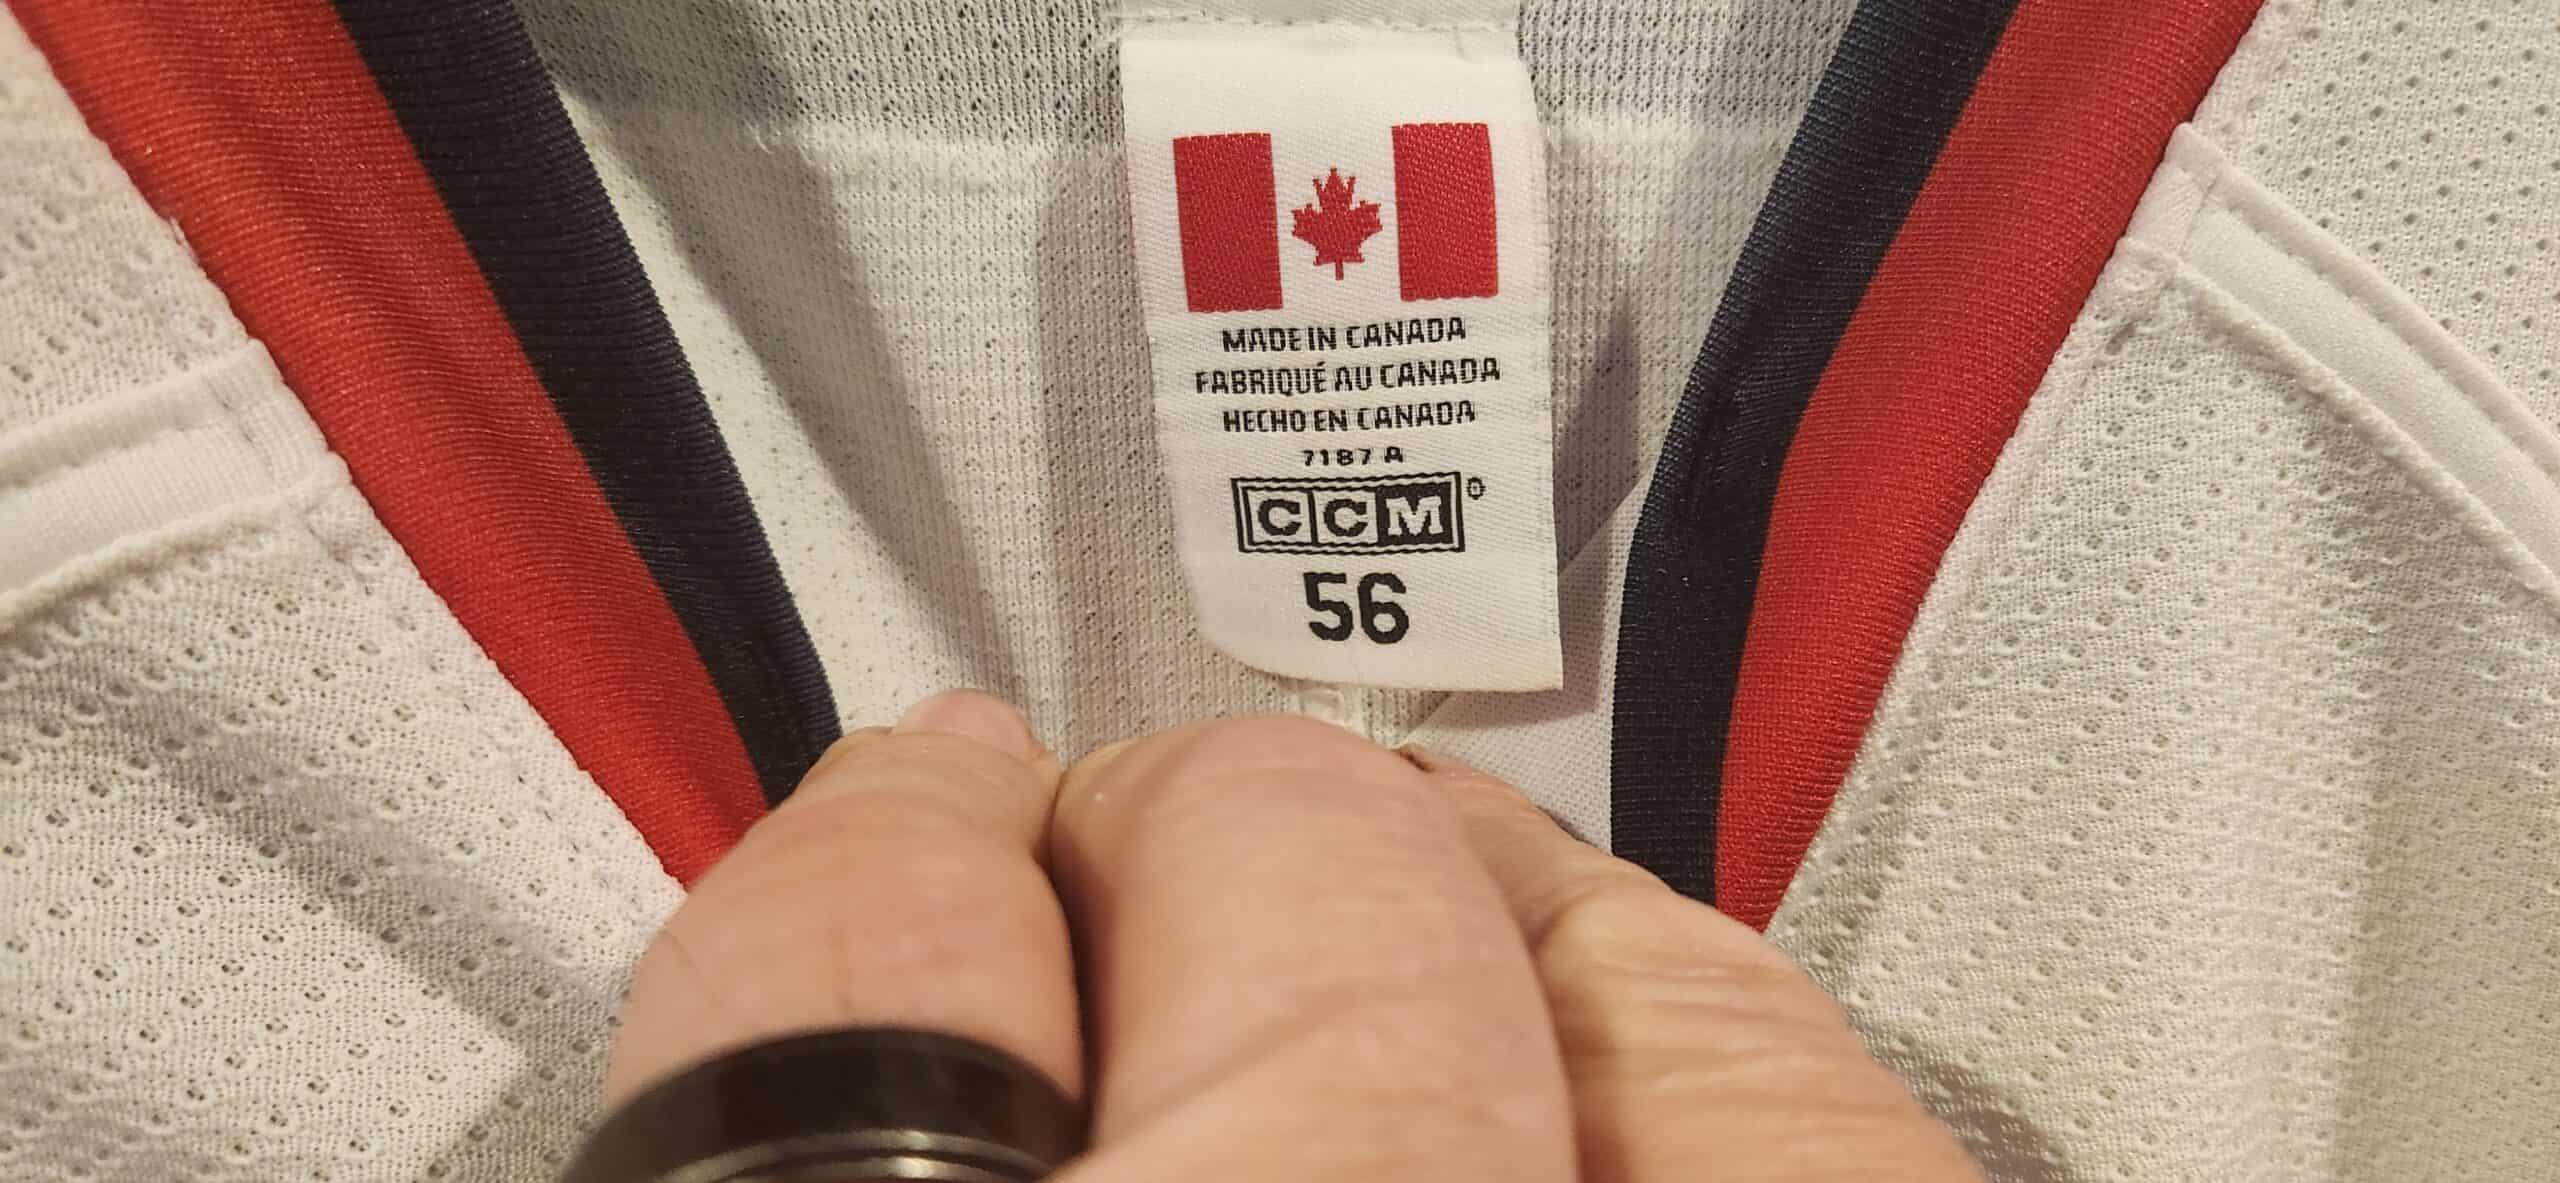 MADE IN CANADA
FABRIQUÉ AU CANADA
HECHO EN CANADA
7187 A
CCM®
56